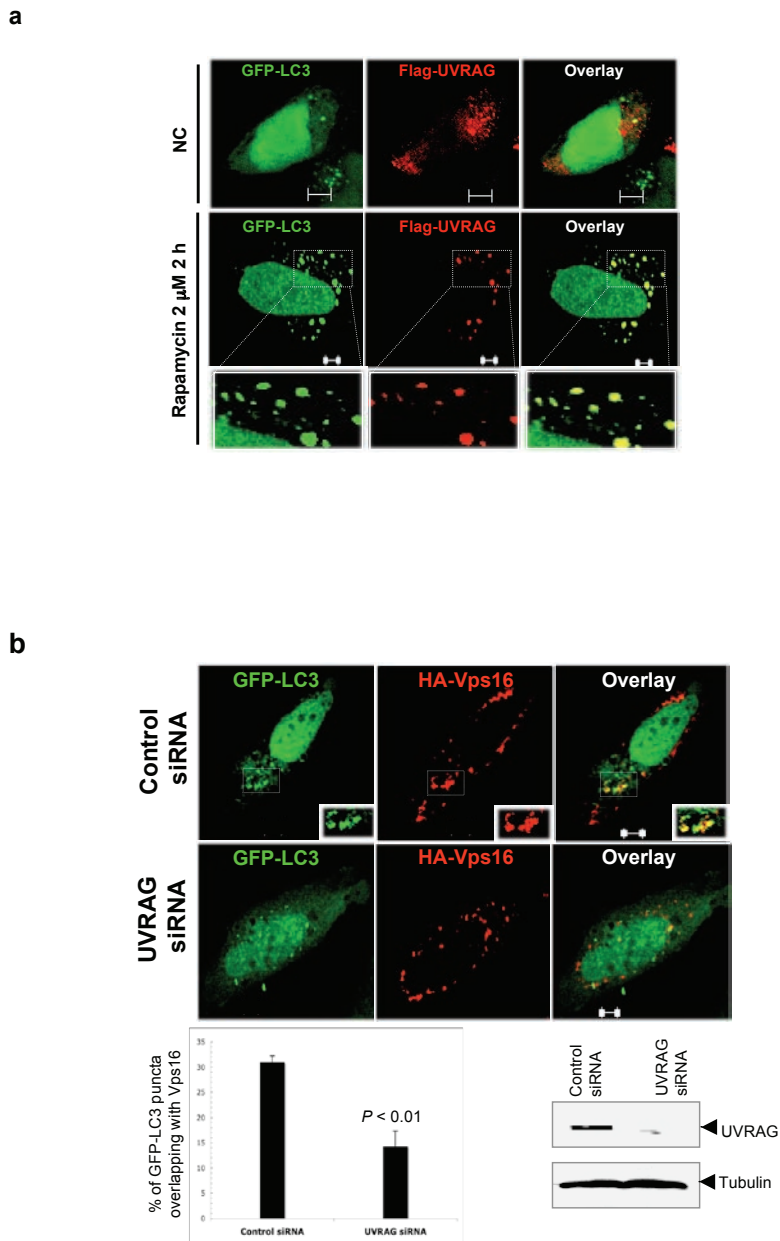 a
GFP-LC3 Flag-UVRAG Overlay
NC
GFP-LC3 Flag-UVRAG Overlay
Rapamycin 2 μM 2 h
b
GFP-LC3 HA-Vps16 Overlay
Control
siRNA
GFP-LC3 HA-Vps16 Overlay
UVRAG
siRNA
% of GFP-LC3 puncta
overlapping with Vps16
35
30
25
20
15
10
5
0
P < 0.01
Control siRNA UVRAG siRNA
Control
siRNA
UVRAG
siRNA
UVRAG
Tubulin